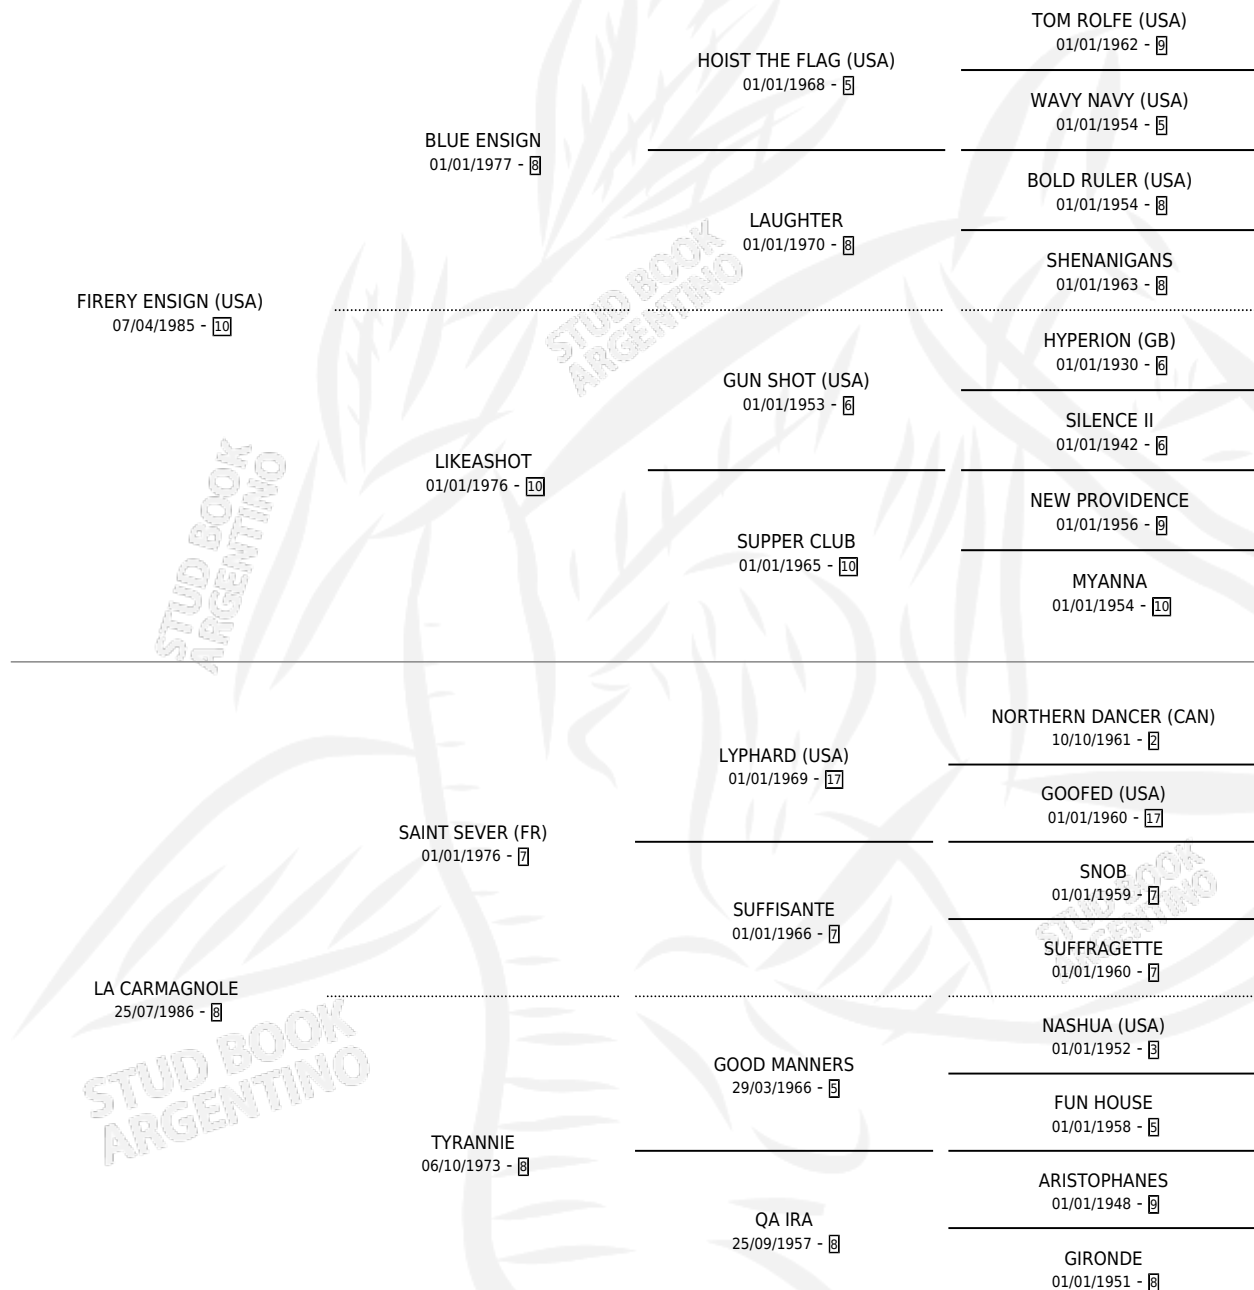 TOM ROLFE (USA)
01/01/1962 - 9
HOIST THE FLAG (USA)
01/01/1968 - 5
WAVY NAVY (USA)
01/01/1954 - 5
BLUE ENSIGN
01/01/1977 - 8
BOLD RULER (USA)
01/01/1954 - 8
LAUGHTER
01/01/1970 - 8
SHENANIGANS
01/01/1963 - 8
FIRERY ENSIGN (USA)
07/04/1985 - 10
HYPERION (GB)
01/01/1930 - 6
GUN SHOT (USA)
01/01/1953 - 6
SILENCE II
01/01/1942 - 6
LIKEASHOT
01/01/1976 - 10
NEW PROVIDENCE
01/01/1956 - 9
SUPPER CLUB
01/01/1965 - 10
MYANNA
01/01/1954 - 10
NORTHERN DANCER (CAN)
10/10/1961 - 2
LYPHARD (USA)
01/01/1969 - 17
GOOFED (USA)
01/01/1960 - 17
SAINT SEVER (FR)
01/01/1976 - 7
SNOB
01/01/1959 - 7
SUFFISANTE
01/01/1966 - 7
SUFFRAGETTE
01/01/1960 - 7
LA CARMAGNOLE
25/07/1986 - 8
NASHUA (USA)
01/01/1952 - 3
GOOD MANNERS
29/03/1966 - 5
FUN HOUSE
01/01/1958 - 5
TYRANNIE
06/10/1973 - 8
ARISTOPHANES
01/01/1948 - 9
QA IRA
25/09/1957 - 8
GIRONDE
01/01/1951 - 8
STUD BOOK
ARGENTINO
STUD BOOK
ARGENTINO
STUD BOOK
ARGENTINO
STUD BOOK
ARGENTINO